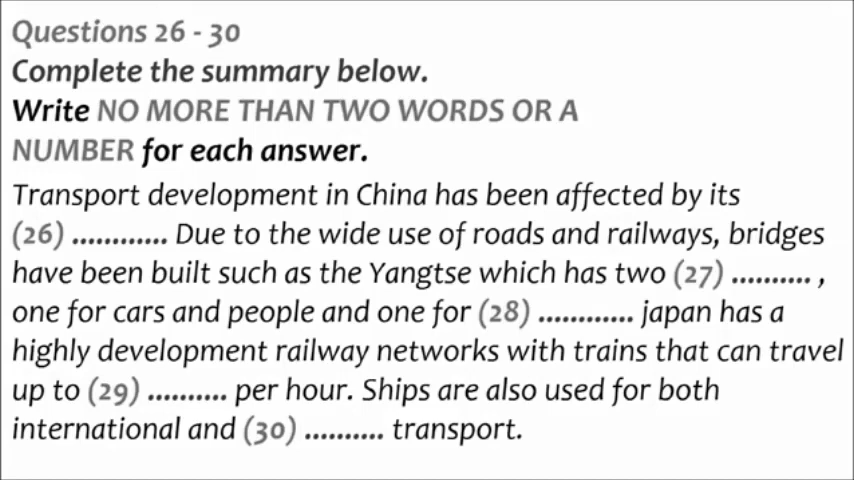 Questions 26 - 30
Complete the summary below.
Write NO MORE THAN TWO WORDS OR A
NUMBER for each answer.
Transport development in China has been affected by its
(26) ............ Due to the wide use of roads and railways, bridges
have been built such as the Yangtse which has two (27) .......... ,
one for cars and people and one for (28) ............ japan has a
highly development railway networks with trains that can travel
up to (29) .......... per hour. Ships are also used for both
international and (30) .......... transport.